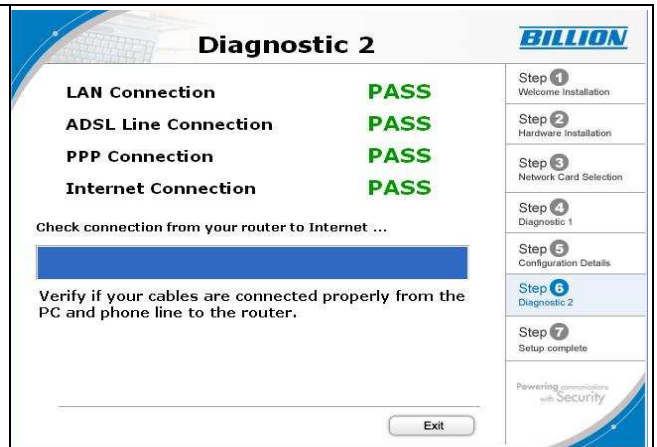 Diagnostic 2
BILLION
LAN Connection PASS
ADSL Line Connection PASS
PPP Connection PASS
Internet Connection PASS
Check connection from your router to Internet ...
Verify if your cables are connected properly from the
PC and phone line to the router.
Exit
Step 1
Welcome Installation
Step 2
Hardware Installation
Step 3
Network Card Selection
Step 4
Diagnostic 1
Step 5
Configuration Details
Step 6
Diagnostic 2
Step 7
Setup complete
Powering communications
with Security